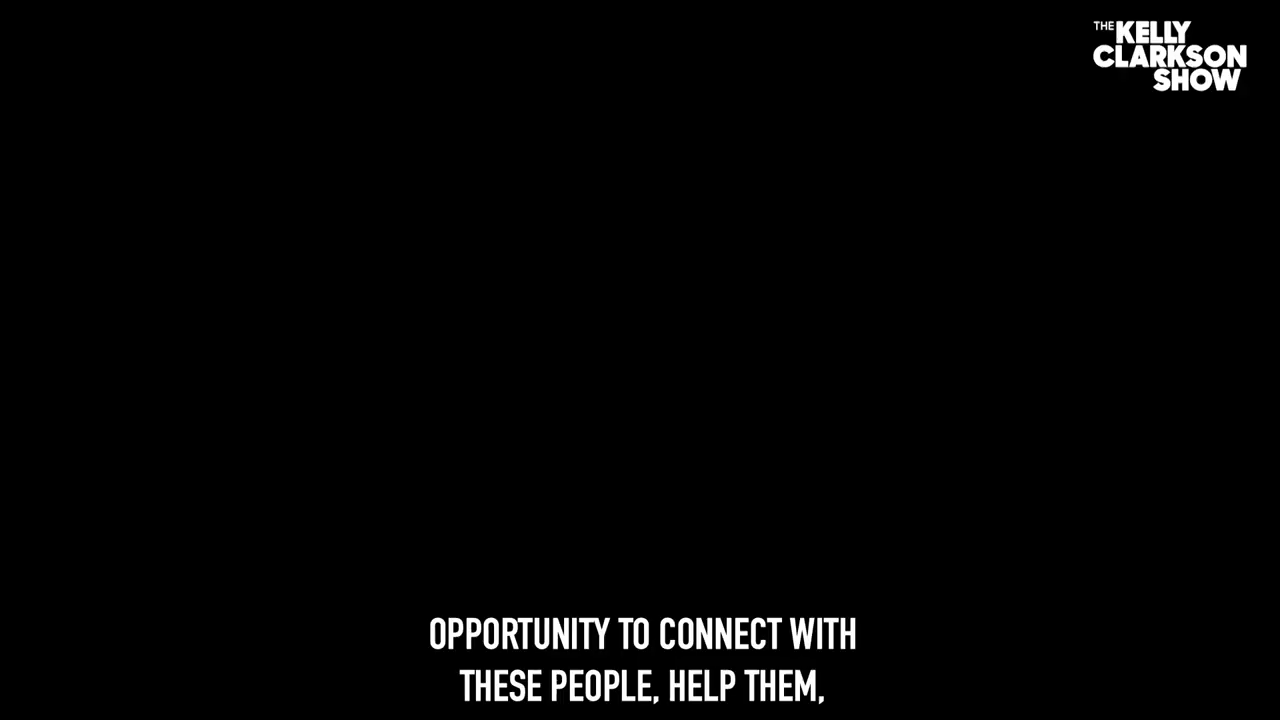 THE KELLY
CLARKSON
SHOW
OPPORTUNITY TO CONNECT WITH
THESE PEOPLE, HELP THEM,